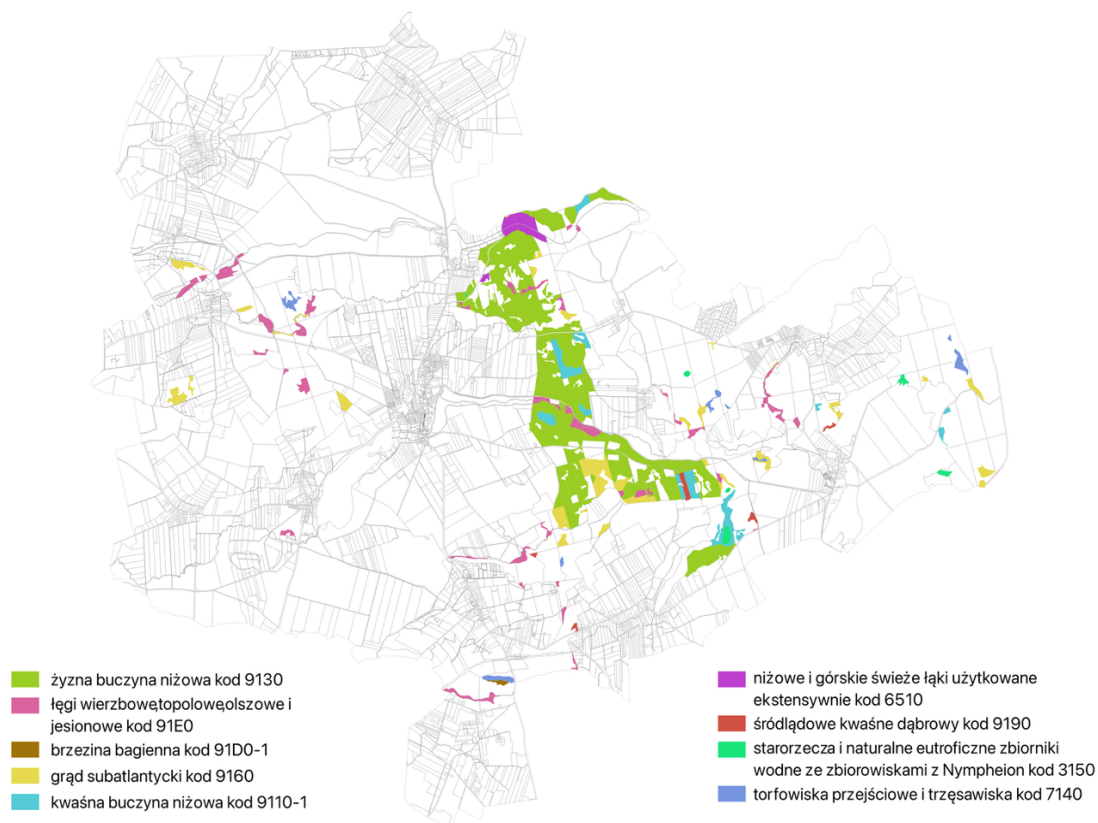 żyzna buczyna niżowa kod 9130
łęgi wierzbowe,topolowe,olszowe i
jesionowe kod 91E0
brzezina bagienna kod 91D0-1
grąd subatlantycki kod 9160
kwaśna buczyna niżowa kod 9110-1
niżowe i górskie świeże łąki użytkowane
ekstensywnie kod 6510
śródlądowe kwaśne dąbrowy kod 9190
starorzecza i naturalne eutroficzne zbiorniki
wodne ze zbiorowiskami z Nympheion kod 3150
torfowiska przejściowe i trzęsawiska kod 7140